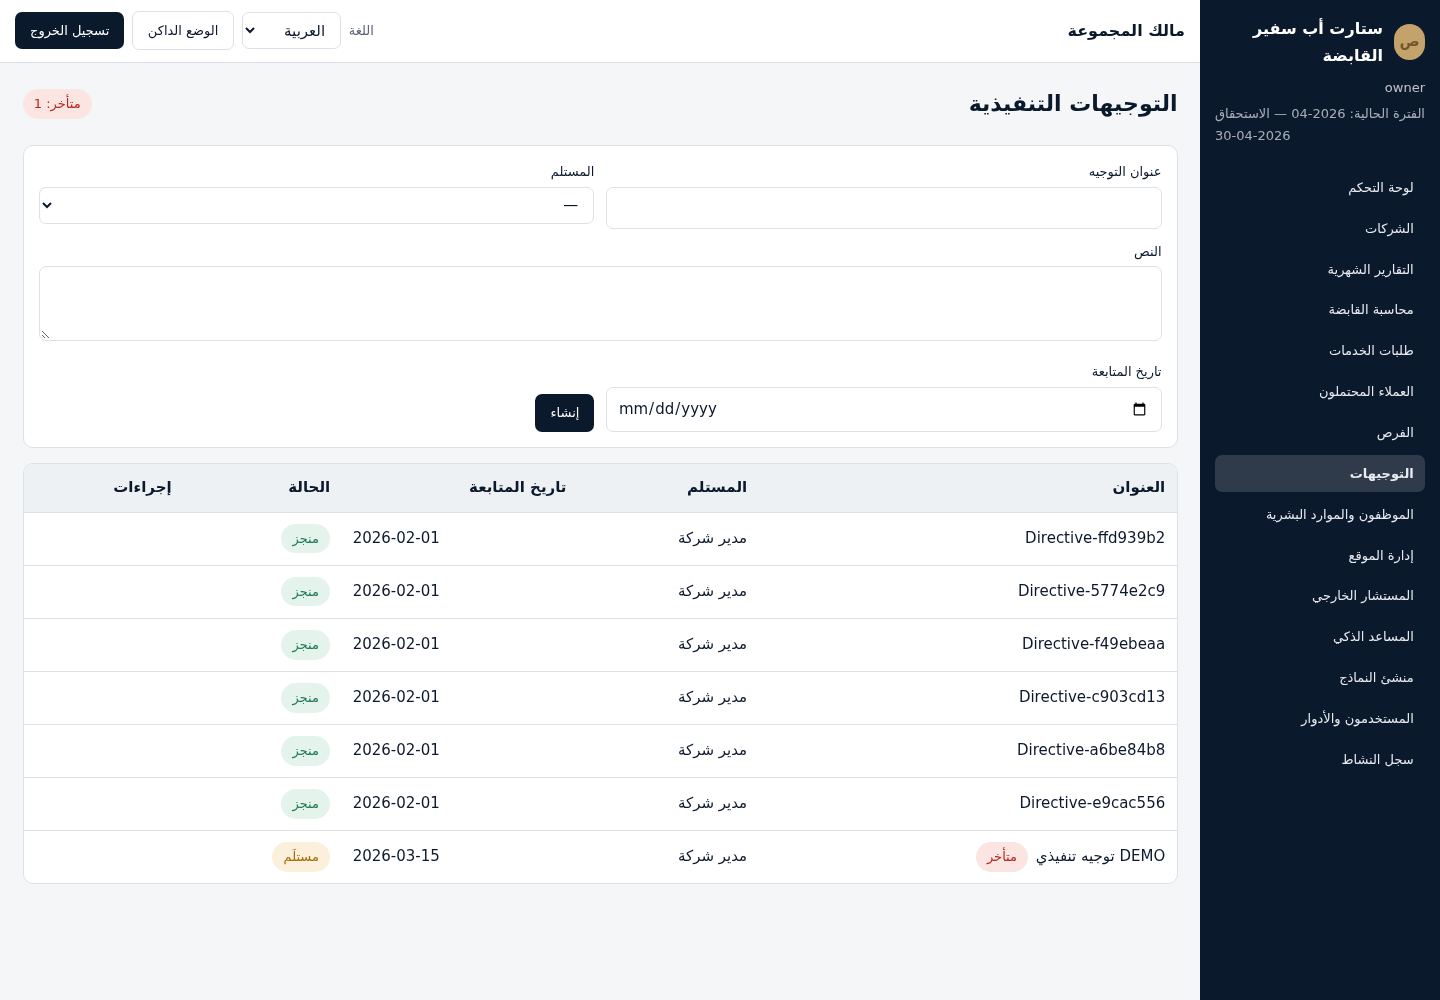 ص
ستارت أب سفير
القابضة
owner
الفترة الحالية: 2026-04 — الاستحقاق
2026-04-30
لوحة التحكم
الشركات
التقارير الشهرية
محاسبة القابضة
طلبات الخدمات
العملاء المحتملون
الفرص
التوجيهات
الموظفون والموارد البشرية
إدارة الموقع
المستشار الخارجي
المساعد الذكي
منشئ النماذج
المستخدمون والأدوار
سجل النشاط
مالك المجموعة
اللغة
العربية
الوضع الداكن
تسجيل الخروج
التوجيهات التنفيذية
متأخر: 1
عنوان التوجيه
المستلم
—
النص
تاريخ المتابعة
mm/dd/yyyy
إنشاء
العنوان المستلم تاريخ المتابعة الحالة إجراءات
Directive-ffd939b2 مدير شركة 2026-02-01 منجز
Directive-5774e2c9 مدير شركة 2026-02-01 منجز
Directive-f49ebeaa مدير شركة 2026-02-01 منجز
Directive-c903cd13 مدير شركة 2026-02-01 منجز
Directive-a6be84b8 مدير شركة 2026-02-01 منجز
Directive-e9cac556 مدير شركة 2026-02-01 منجز
DEMO توجيه تنفيذي متأخر مدير شركة 2026-03-15 مستلَم